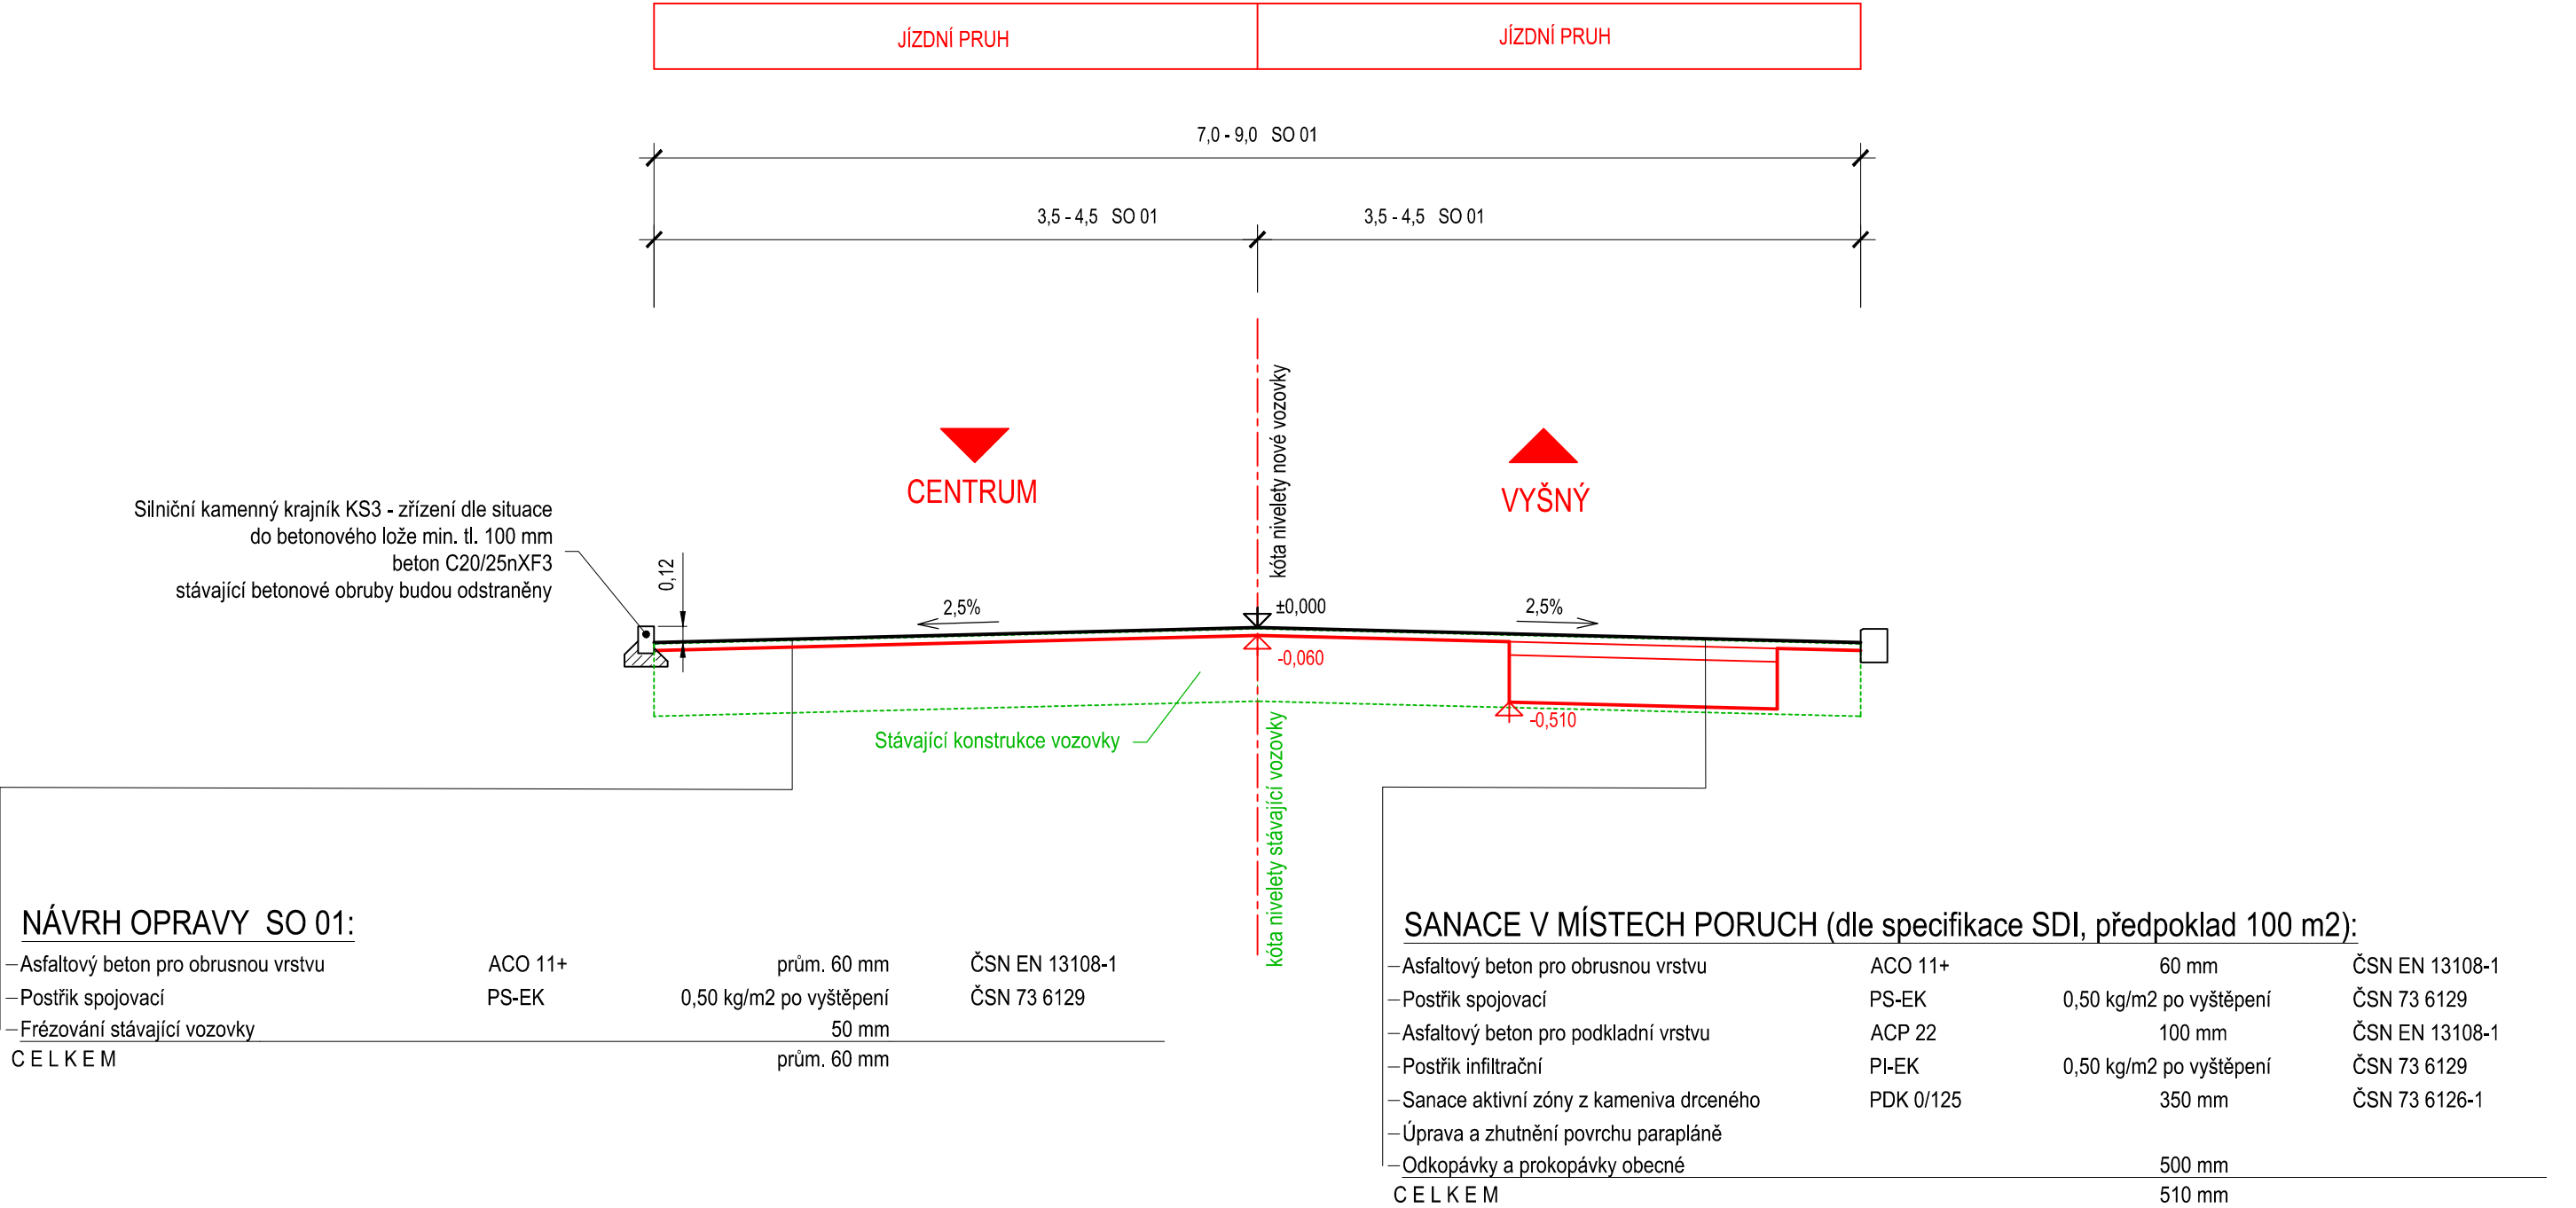 JÍZDNÍ PRUH
JÍZDNÍ PRUH
7,0 - 9,0 SO 01
3,5 - 4,5 SO 01
3,5 - 4,5 SO 01
kóta nivelety nové vozovky
CENTRUM
VYŠNÝ
Silniční kamenný krajník KS3 - zřízení dle situace
do betonového lože min. tl. 100 mm
beton C20/25nXF3
stávající betonové obruby budou odstraněny
0,12
2,5%
±0,000
2,5%
-0,060
-0,510
Stávající konstrukce vozovky
kóta nivelety stávající vozovky
NÁVRH OPRAVY SO 01:
Asfaltový beton pro obrusnou vrstvu ACO 11+ prům. 60 mm ČSN EN 13108-1
Postřik spojovací PS-EK 0,50 kg/m2 po vyštěpení ČSN 73 6129
Frézování stávající vozovky 50 mm
C E L K E M prům. 60 mm
SANACE V MÍSTECH PORUCH (dle specifikace SDI, předpoklad 100 m2):
Asfaltový beton pro obrusnou vrstvu ACO 11+ 60 mm ČSN EN 13108-1
Postřik spojovací PS-EK 0,50 kg/m2 po vyštěpení ČSN 73 6129
Asfaltový beton pro podkladní vrstvu ACP 22 100 mm ČSN EN 13108-1
Postřik infiltrační PI-EK 0,50 kg/m2 po vyštěpení ČSN 73 6129
Sanace aktivní zóny z kameniva drceného PDK 0/125 350 mm ČSN 73 6126-1
Úprava a zhutnění povrchu parapláně
Odkopávky a prokopávky obecné 500 mm
C E L K E M 510 mm